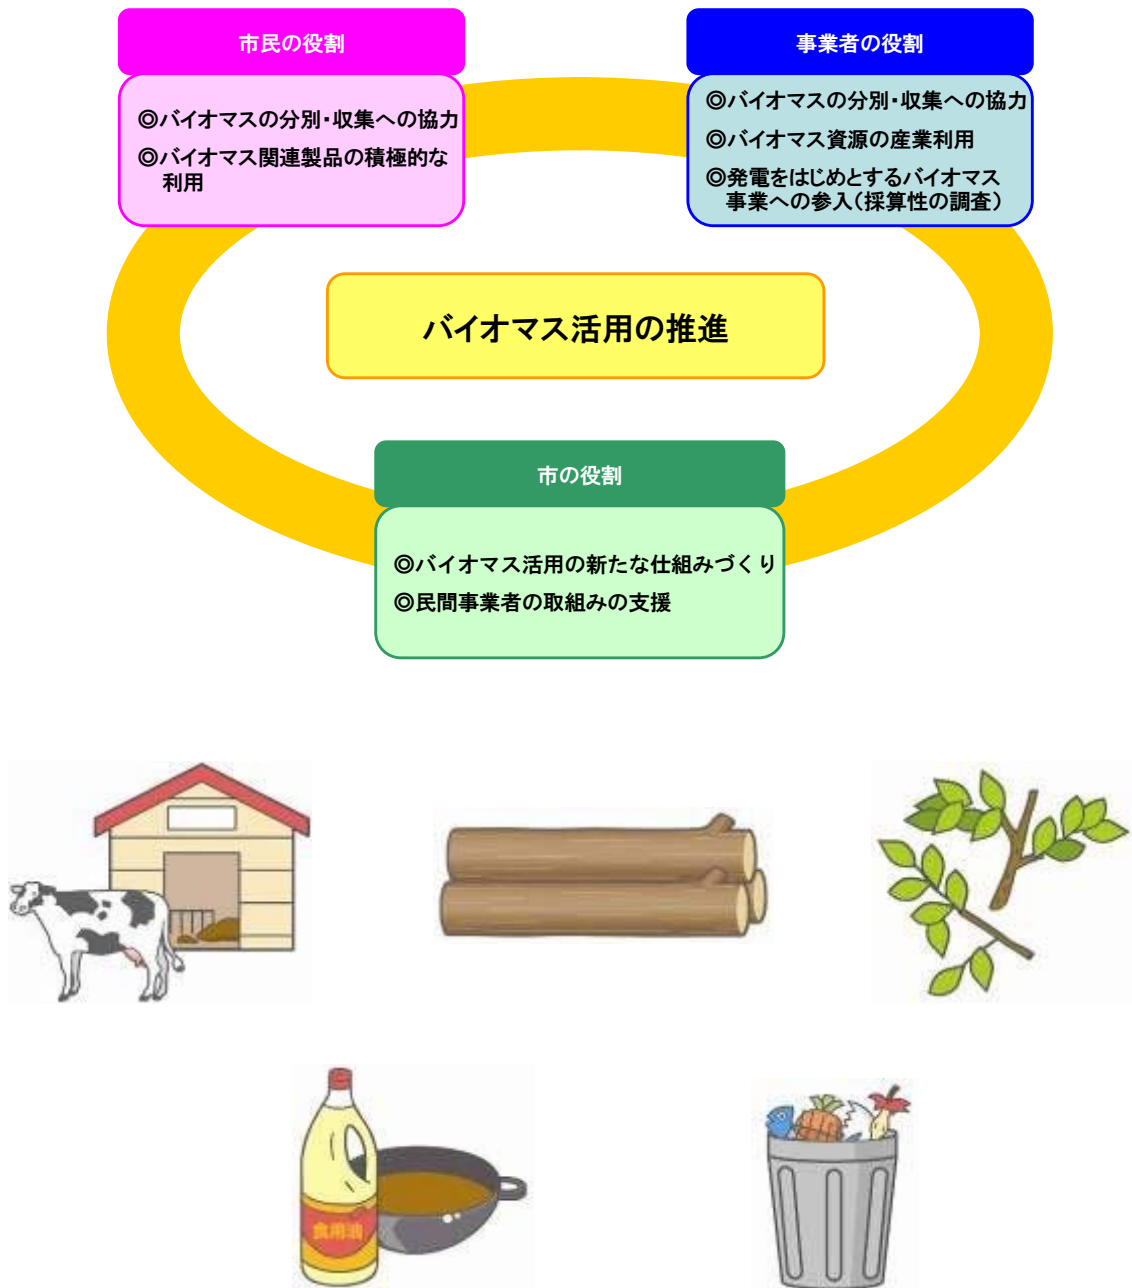 市民の役割
◎バイオマスの分別・収集への協力
◎バイオマス関連製品の積極的な
利用
事業者の役割
◎バイオマスの分別・収集への協力
◎バイオマス資源の産業利用
◎発電をはじめとするバイオマス
事業への参入(採算性の調査)
バイオマス活用の推進
市の役割
◎バイオマス活用の新たな仕組みづくり
◎民間事業者の取組みの支援
食用油